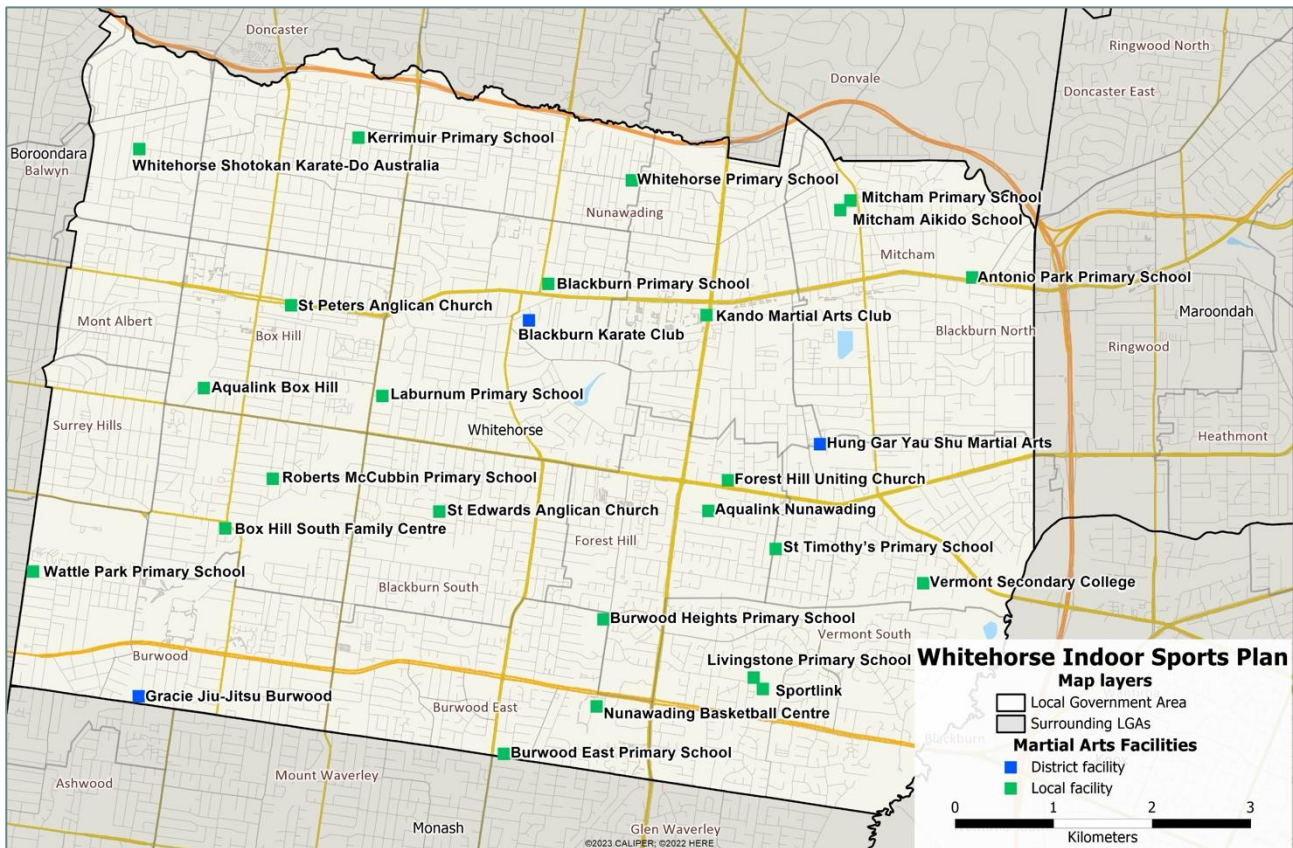 Doncaster
Ringwood North
Donvale
Doncaster East
Kerrimuir Primary School
Boroondara
Balwyn
Whitehorse Shotokan Karate-Do Australia
Whitehorse Primary School
Nunawading
Mitcham Primary School
Mitcham Aikido School
Mitcham
Antonio Park Primary School
Blackburn Primary School
St Peters Anglican Church
Kando Martial Arts Club
Maroondah
Mont Albert
Box Hill
Blackburn Karate Club
Blackburn North
Ringwood
Aqualink Box Hill
Laburnum Primary School
Surrey Hills
Whitehorse
Hung Gar Yau Shu Martial Arts
Heathmont
Roberts McCubbin Primary School
Forest Hill Uniting Church
St Edwards Anglican Church
Aqualink Nunawading
Box Hill South Family Centre
Forest Hill
St Timothy's Primary School
Wattle Park Primary School
Blackburn South
Vermont Secondary College
Burwood Heights Primary School
Vermont South
Burwood
Livingstone Primary School
Sportlink
Gracie Jiu-Jitsu Burwood
Burwood East
Nunawading Basketball Centre
Burwood East Primary School
Blackburn
Ashwood
Mount Waverley
Monash
Glen Waverley
©2023 CALIPER; ©2022 HERE
Whitehorse Indoor Sports Plan
Map layers
Local Government Area
Surrounding LGAs
Martial Arts Facilities
District facility
Local facility
0 1 2 3
Kilometers